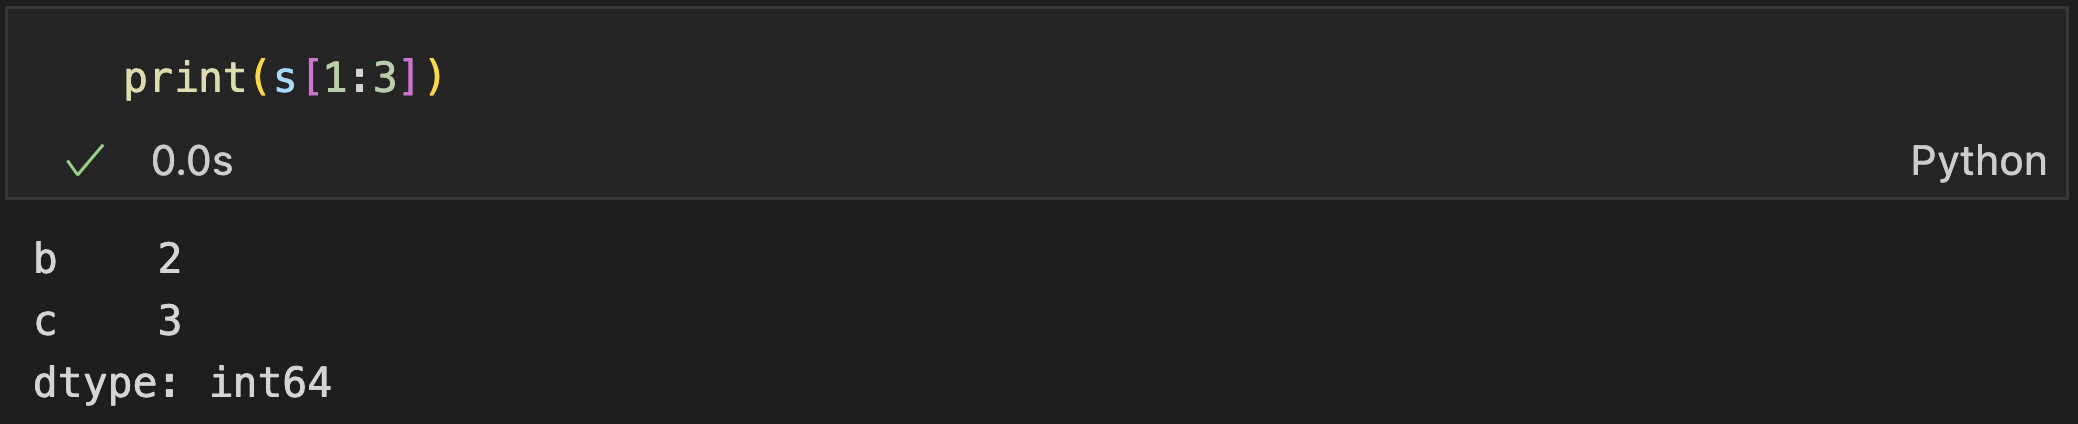 print(s[1:3])
0.0s
Python
b    2
c    3
dtype: int64